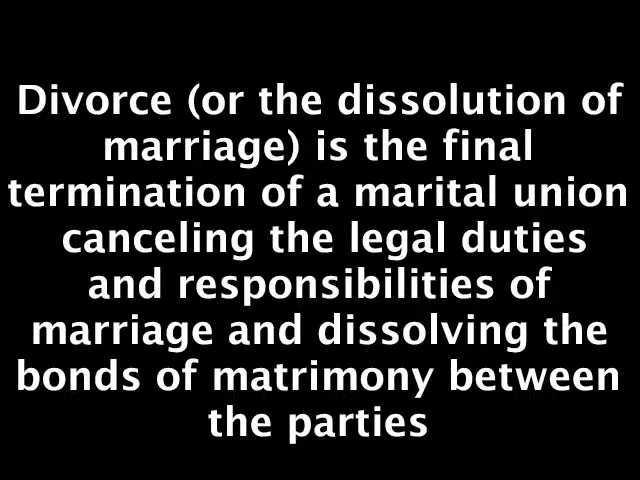 Divorce (or the dissolution of
marriage) is the final
termination of a marital union
canceling the legal duties
and responsibilities of
marriage and dissolving the
bonds of matrimony between
the parties